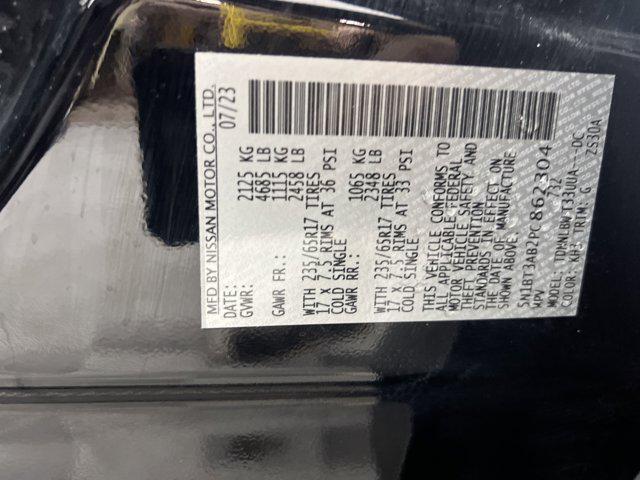 MFD BY NISSAN MOTOR CO., LTD.
DATE: 07/23
GVWR: 2125 KG
4685 LB
GAWR FR.: 1115 KG
2458 LB
WITH 235/65R17 TIRES
17 X 7.5 RIMS AT 36 PSI
COLD SINGLE
GAWR RR.: 1065 KG
2348 LB
WITH 235/65R17 TIRES
17 X 7.5 RIMS AT 33 PSI
COLD SINGLE
THIS VEHICLE CONFORMS TO
ALL APPLICABLE FEDERAL
MOTOR VEHICLE SAFETY AND
THEFT PREVENTION
STANDARDS IN EFFECT ON
THE DATE OF MANUFACTURE
SHOWN ABOVE.
5N1BT3AB2PC862304
MPV 132
MODEL: TDRNLBWT33UUA---DC
COLOR: KH3 TRIM: G ZS30A